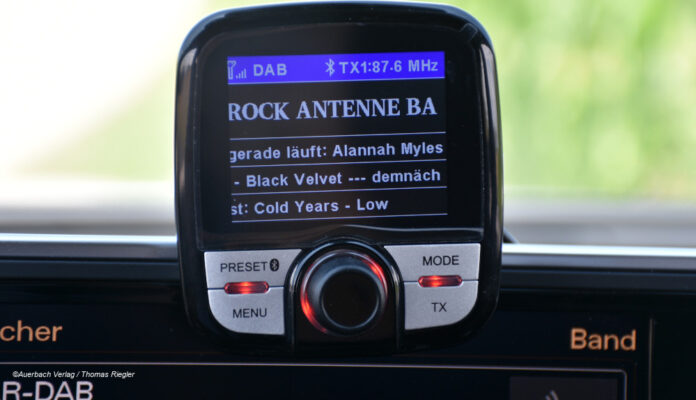 DAB TX1:87.6 MHz
ROCK ANTENNE BA
gerade läuft: Alannah Myles
- Black Velvet --- demnäch
st: Cold Years - Low
PRESET MODE
MENU TX
cher Band
©Auerbach Verlag / Thomas Riegler
R-DAB